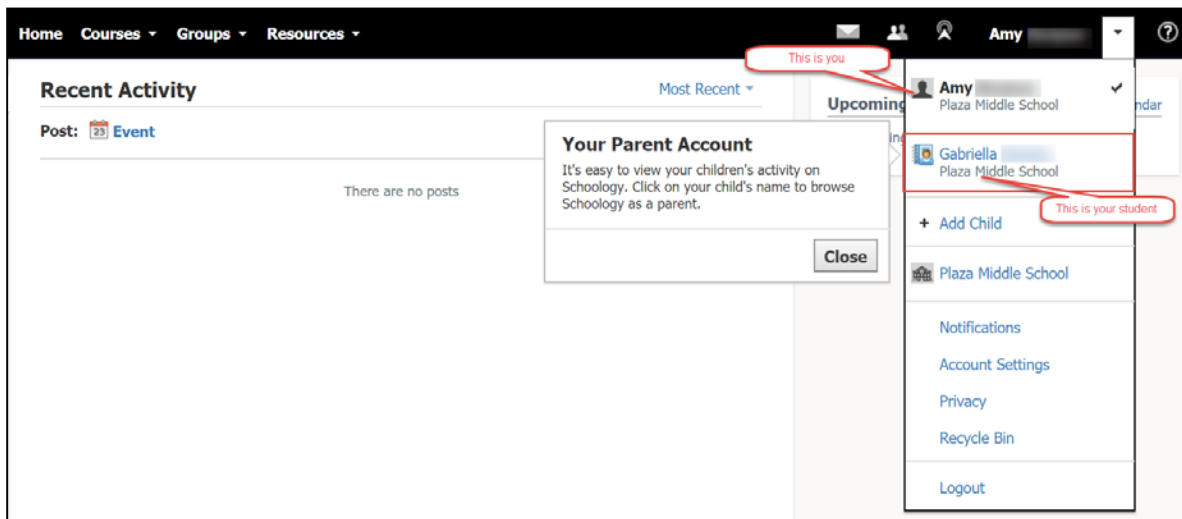 Home Courses Groups Resources Amy
This is you
Recent Activity
Most Recent
Post: 23 Event
There are no posts
Upcoming
ndar
Your Parent Account
It's easy to view your children's activity on
Schoology. Click on your child's name to browse
Schoology as a parent.
Close
Amy
Plaza Middle School
Gabriella
Plaza Middle School
This is your student
+ Add Child
Plaza Middle School
Notifications
Account Settings
Privacy
Recycle Bin
Logout